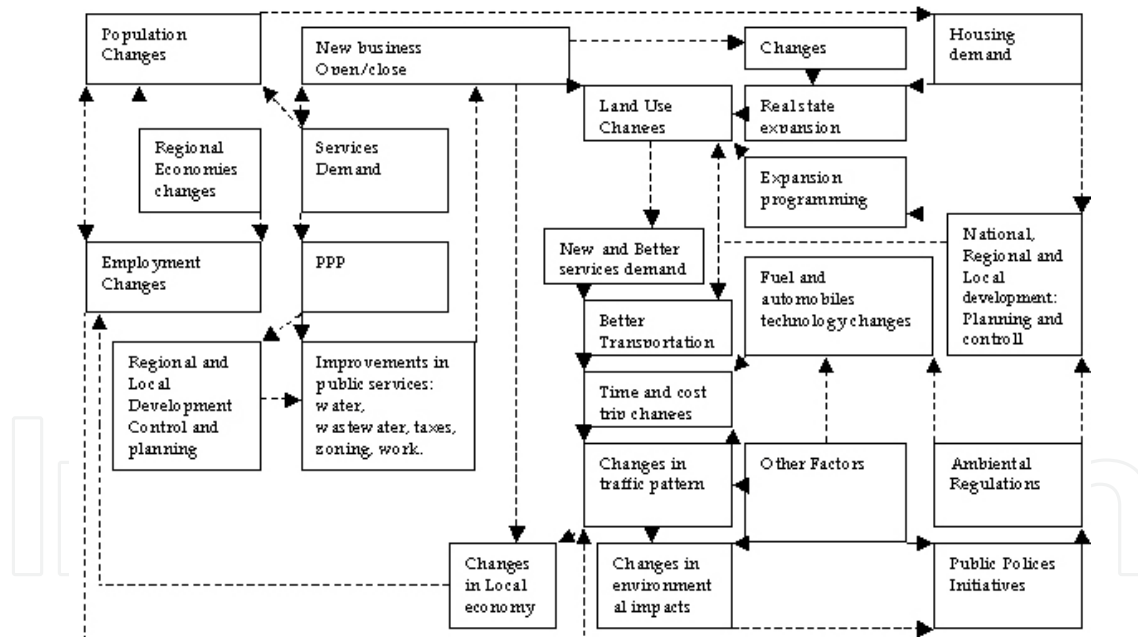 Population
Changes
New business
Open/close
Changes
Housing
demand
Land Use
Changes
Real state
expansion
Regional
Economies
changes
Services
Demand
Expansion
programming
National,
Regional and
Local
development:
Planning and
controll
New and Better
services demand
Employment
Changes
PPP
Fuel and
automobiles
technology changes
Better
Transportation
Regional and
Local
Development
Control and
planning
Improvements in
public services:
water,
wastewater, taxes,
zoning, work.
Time and cost
trip changes
Changes in
traffic pattern
Other Factors
Ambiental
Regulations
Changes
in Local
economy
Changes in
environment
al impacts
Public Polices
Initiatives